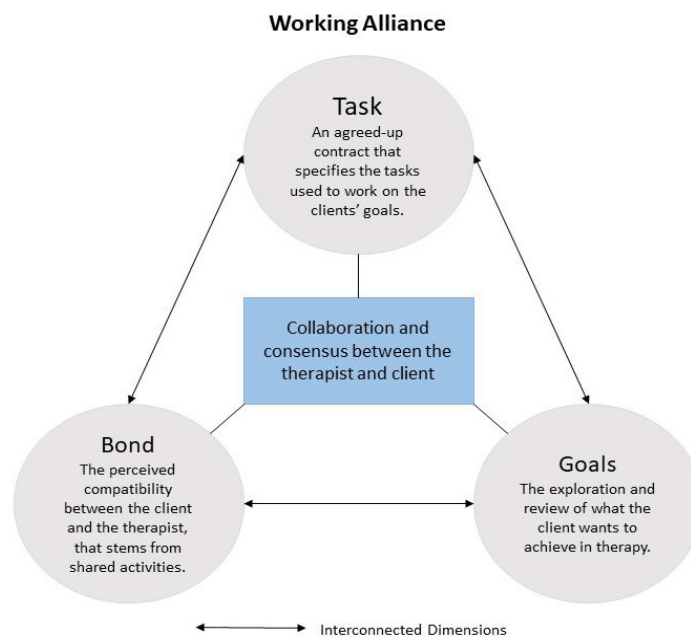 Working Alliance
Task
An agreed-up
contract that
specifies the tasks
used to work on the
clients' goals.
Collaboration and
consensus between the
therapist and client
Bond
The perceived
compatibility
between the client
and the therapist,
that stems from
shared activities.
Goals
The exploration and
review of what the
client wants to
achieve in therapy.
Interconnected Dimensions